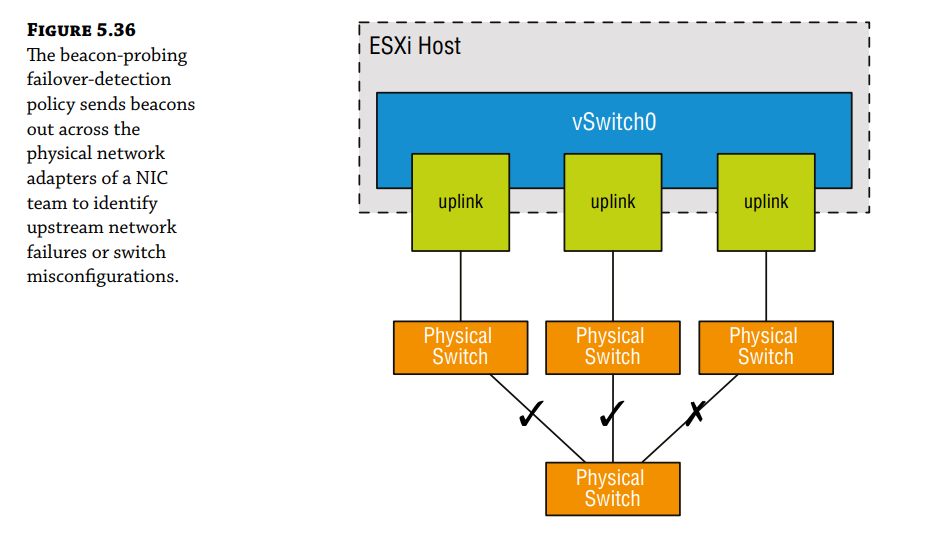 FIGURE 5.36
The beacon-probing
failover-detection
policy sends beacons
out across the
physical network
adapters of a NIC
team to identify
upstream network
failures or switch
misconfigurations.
ESXi Host
vSwitch0
uplink
uplink
uplink
Physical
Switch
Physical
Switch
Physical
Switch
✓
✓
✗
Physical
Switch